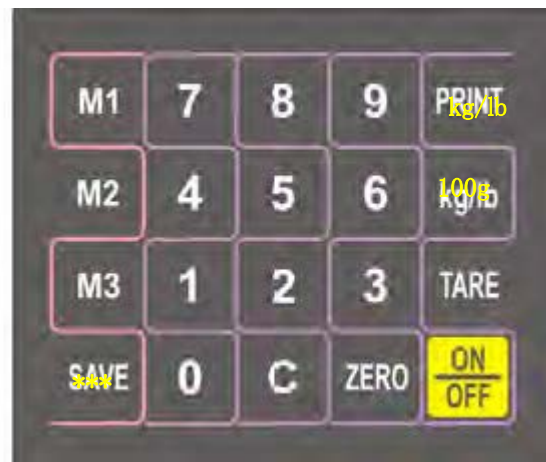 M1 7 8 9 PRINT kg/lb
M2 4 5 6 kg/lb 100g
M3 1 2 3 TARE
SAVE *** 0 C ZERO ON
OFF